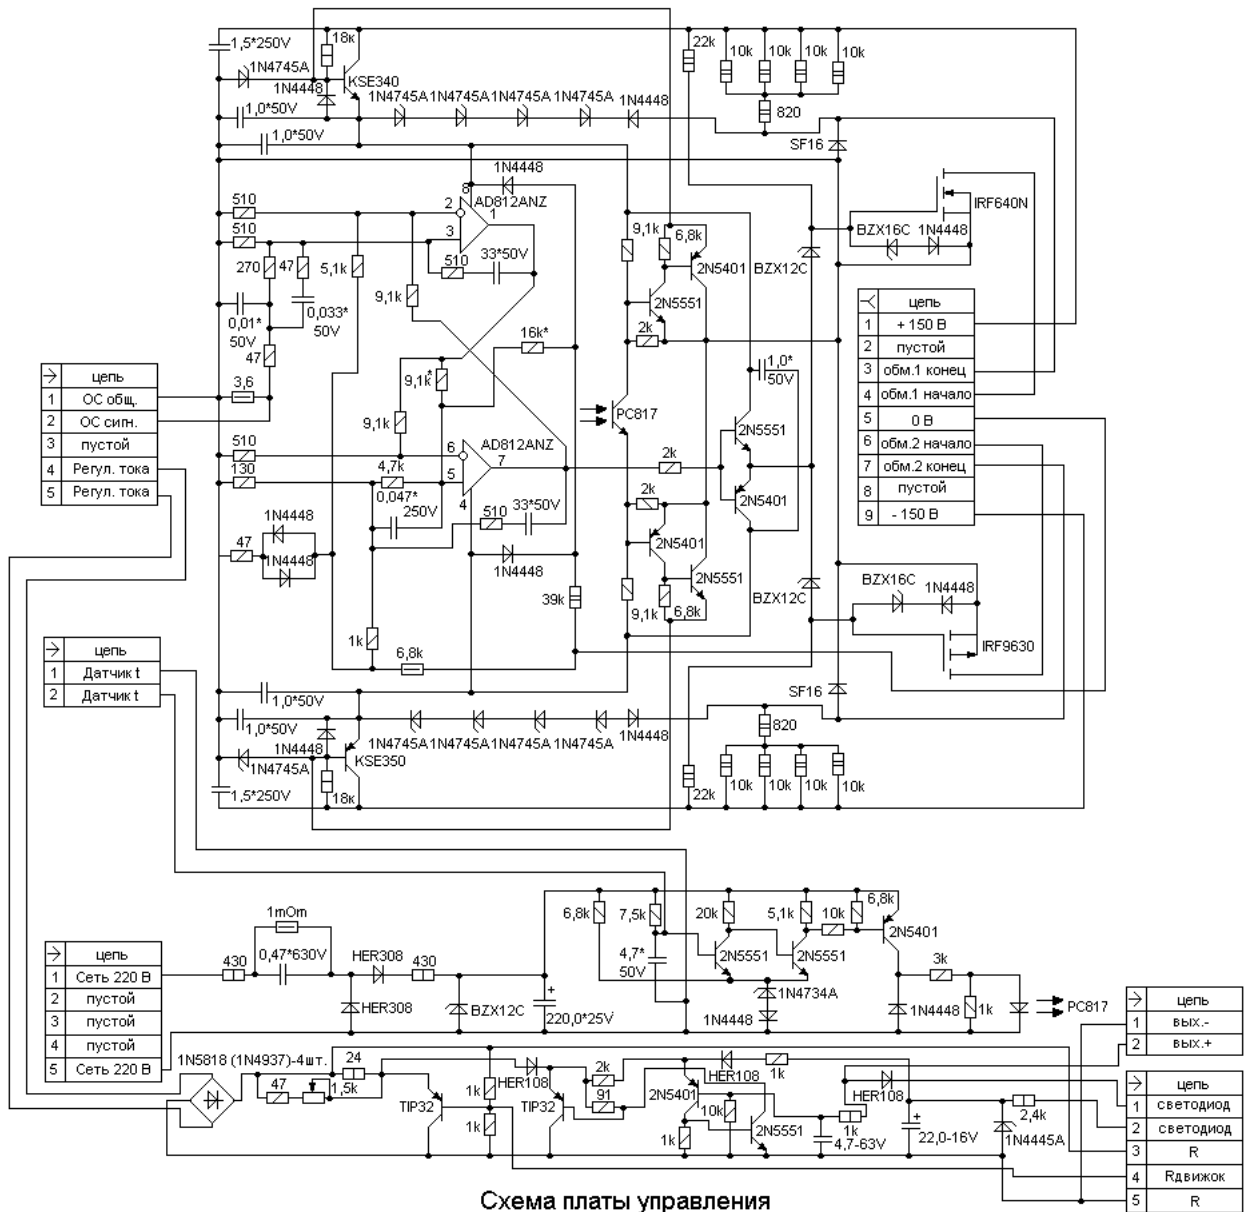 18к
1,5*250V
1N4745A
KSE340
1N4448
1,0*50V
1N4745A
1N4745A
1N4745A
1N4745A
1N4448
1,0*50V
22k
10k
10k
10k
10k
820
SF16
1N4448
8
AD812ANZ
2
1
3
510
510
270
47
5,1k
510
33*50V
9,1k
0,01*
50V
0,033*
50V
47
16k*
9,1k*
9,1k
3,6
9,1k
6,8k
2N5401
2N5551
2k
PC817
1,0*
50V
BZX12C
IRF640N
BZX16C
1N4448
цепь
1 + 150 В
2 пустой
3 обм.1 конец
4 обм.1 начало
5 0 В
6 обм.2 начало
7 обм.2 конец
8 пустой
9 - 150 В
цепь
1 ОС общ.
2 ОС сигн.
3 пустой
4 Регул. тока
5 Регул. тока
510
130
4,7k
0,047*
250V
6
AD812ANZ
7
5
4
510
33*50V
1N4448
47
1N4448
1N4448
39k
1k
6,8k
2k
2N5551
2N5401
2k
2N5401
2N5551
9,1k
6,8k
BZX12C
BZX16C
1N4448
IRF9630
SF16
цепь
1 Датчик t
2 Датчик t
1,0*50V
1,0*50V
1N4448
1N4745A
KSE350
18к
1,5*250V
1N4745A
1N4745A
1N4745A
1N4745A
1N4448
820
10k
10k
10k
10k
22k
1mOm
0,47*630V
430
HER308
430
HER308
BZX12C
220,0*25V
+
6,8k
7,5k
4,7*
50V
20k
2N5551
5,1k
10k
2N5551
6,8k
2N5401
1N4734A
1N4448
1N4448
3k
1k
PC817
цепь
1 Сеть 220 В
2 пустой
3 пустой
4 пустой
5 Сеть 220 В
цепь
1 вых.-
2 вых.+
1N5818 (1N4937)-4шт.
24
47
1,5k
TIP32
1k
1k
HER108
TIP32
2k
91
2N5401
HER108
1k
10k
1k
2N5551
4,7-63V
1k
HER108
22,0-16V
+
1N4445A
2,4k
цепь
1 светодиод
2 светодиод
3 R
4 Rдвижок
5 R
Схема платы управления